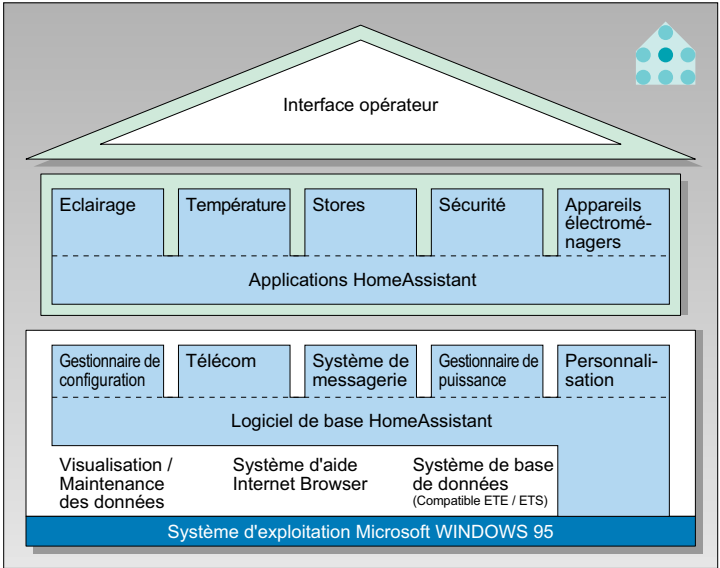 Interface opérateur
Eclairage
Température
Stores
Sécurité
Appareils
électromé-
nagers
Applications HomeAssistant
Gestionnaire de
configuration
Télécom
Système de
messagerie
Gestionnaire de
puissance
Personnali-
sation
Logiciel de base HomeAssistant
Visualisation /
Maintenance
des données
Système d'aide
Internet Browser
Système de base
de données
(Compatible ETE / ETS)
Système d'exploitation Microsoft WINDOWS 95